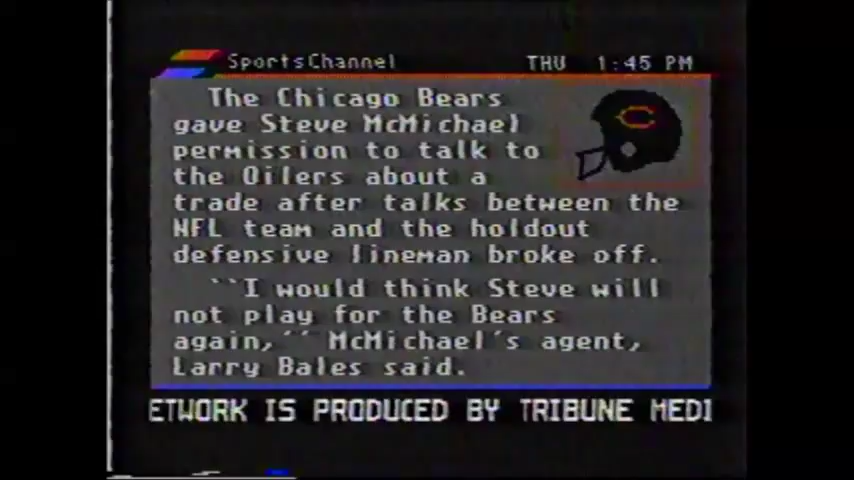 SportsChannel THU 1:45 PM
The Chicago Bears
gave Steve McMichael
permission to talk to
the Oilers about a
trade after talks between the
NFL team and the holdout
defensive lineman broke off.
``I would think Steve will
not play for the Bears
again,´´ McMichael's agent,
Larry Bales said.
ETWORK IS PRODUCED BY TRIBUNE MEDI